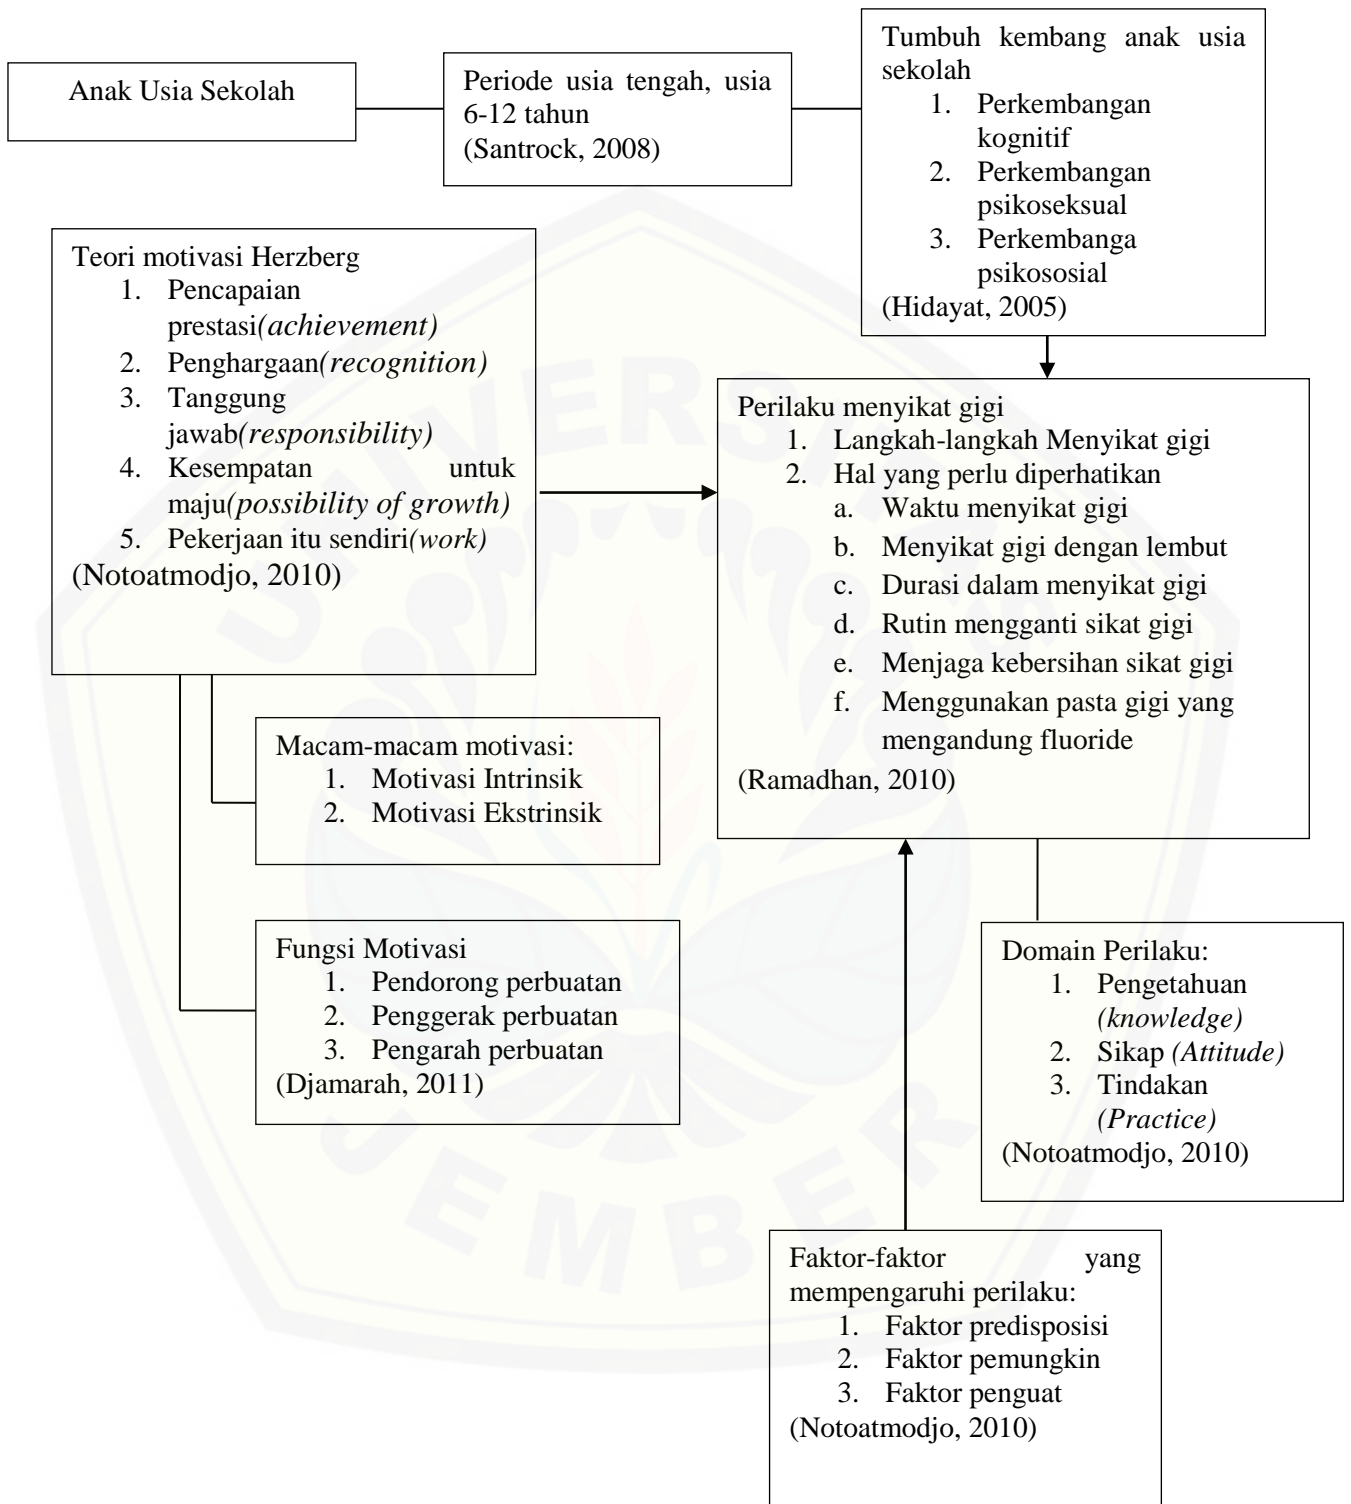 Anak Usia Sekolah
Periode usia tengah, usia
6-12 tahun
(Santrock, 2008)
Tumbuh kembang anak usia
sekolah
1. Perkembangan
kognitif
2. Perkembangan
psikoseksual
3. Perkembanga
psikososial
(Hidayat, 2005)
Teori motivasi Herzberg
1. Pencapaian
prestasi(achievement)
2. Penghargaan(recognition)
3. Tanggung
jawab(responsibility)
4. Kesempatan untuk
maju(possibility of growth)
5. Pekerjaan itu sendiri(work)
(Notoatmodjo, 2010)
Perilaku menyikat gigi
1. Langkah-langkah Menyikat gigi
2. Hal yang perlu diperhatikan
a. Waktu menyikat gigi
b. Menyikat gigi dengan lembut
c. Durasi dalam menyikat gigi
d. Rutin mengganti sikat gigi
e. Menjaga kebersihan sikat gigi
f. Menggunakan pasta gigi yang
mengandung fluoride
(Ramadhan, 2010)
Macam-macam motivasi:
1. Motivasi Intrinsik
2. Motivasi Ekstrinsik
Fungsi Motivasi
1. Pendorong perbuatan
2. Penggerak perbuatan
3. Pengarah perbuatan
(Djamarah, 2011)
Domain Perilaku:
1. Pengetahuan
(knowledge)
2. Sikap (Attitude)
3. Tindakan
(Practice)
(Notoatmodjo, 2010)
Faktor-faktor yang
mempengaruhi perilaku:
1. Faktor predisposisi
2. Faktor pemungkin
3. Faktor penguat
(Notoatmodjo, 2010)
UNIVERSITAS
JEMBER